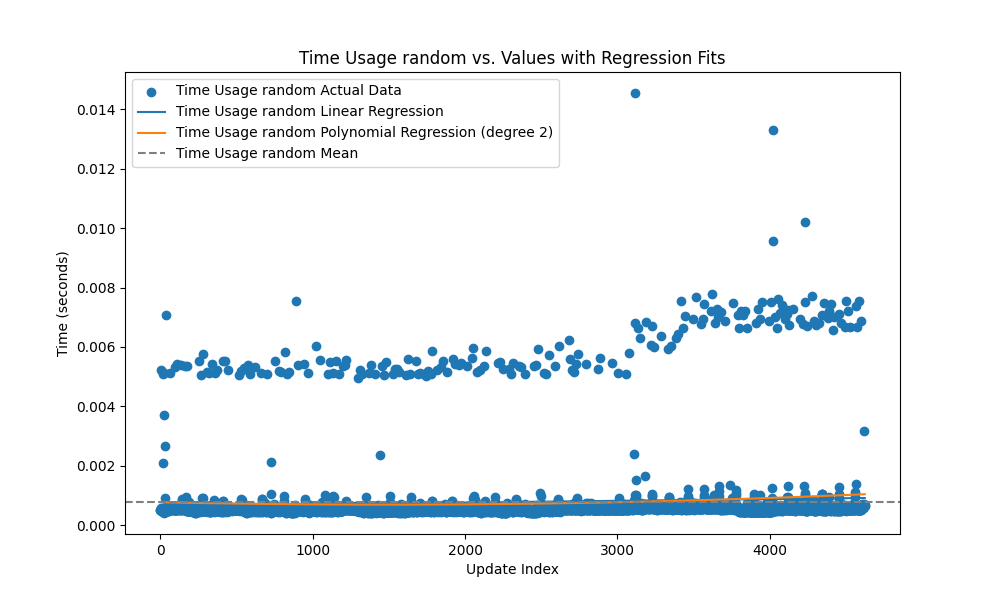 Time Usage random vs. Values with Regression Fits
Time Usage random Actual Data
Time Usage random Linear Regression
Time Usage random Polynomial Regression (degree 2)
Time Usage random Mean
Time (seconds)
0.014
0.012
0.010
0.008
0.006
0.004
0.002
0.000
0
1000
2000
3000
4000
Update Index